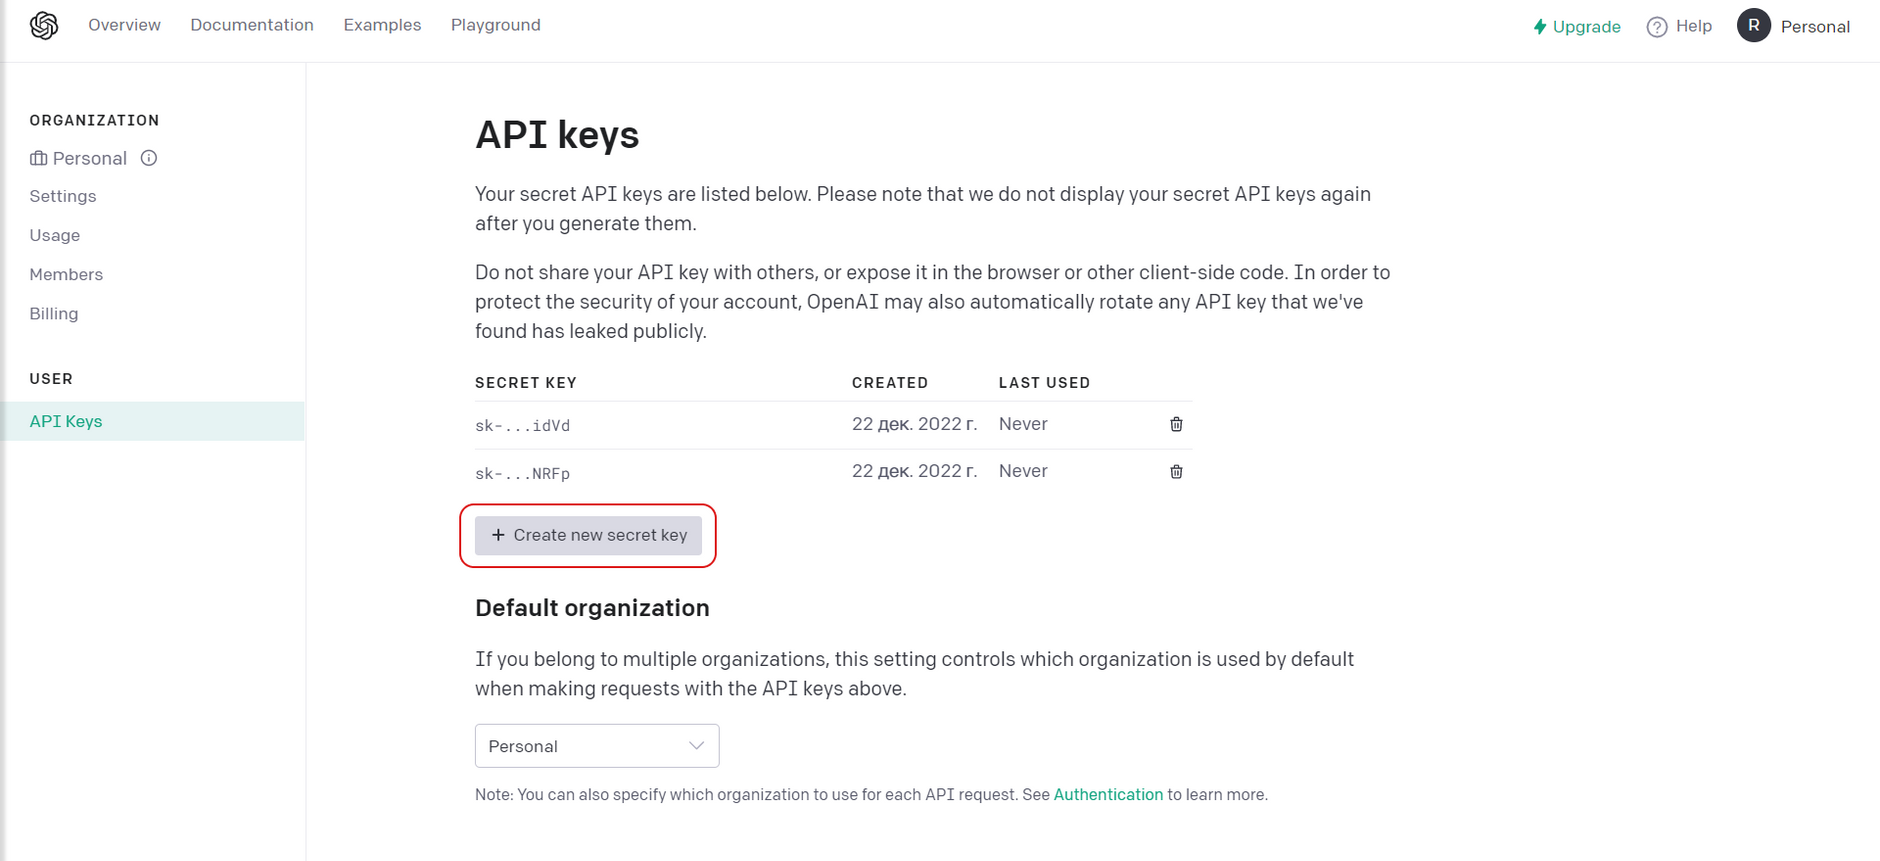 Overview Documentation Examples Playground
Upgrade Help R Personal
ORGANIZATION
Personal
Settings
Usage
Members
Billing
USER
API Keys
API keys
Your secret API keys are listed below. Please note that we do not display your secret API keys again
after you generate them.
Do not share your API key with others, or expose it in the browser or other client-side code. In order to
protect the security of your account, OpenAI may also automatically rotate any API key that we've
found has leaked publicly.
SECRET KEY CREATED LAST USED
sk-...idVd 22 дек. 2022 г. Never
sk-...NRFp 22 дек. 2022 г. Never
+ Create new secret key
Default organization
If you belong to multiple organizations, this setting controls which organization is used by default
when making requests with the API keys above.
Personal
Note: You can also specify which organization to use for each API request. See Authentication to learn more.